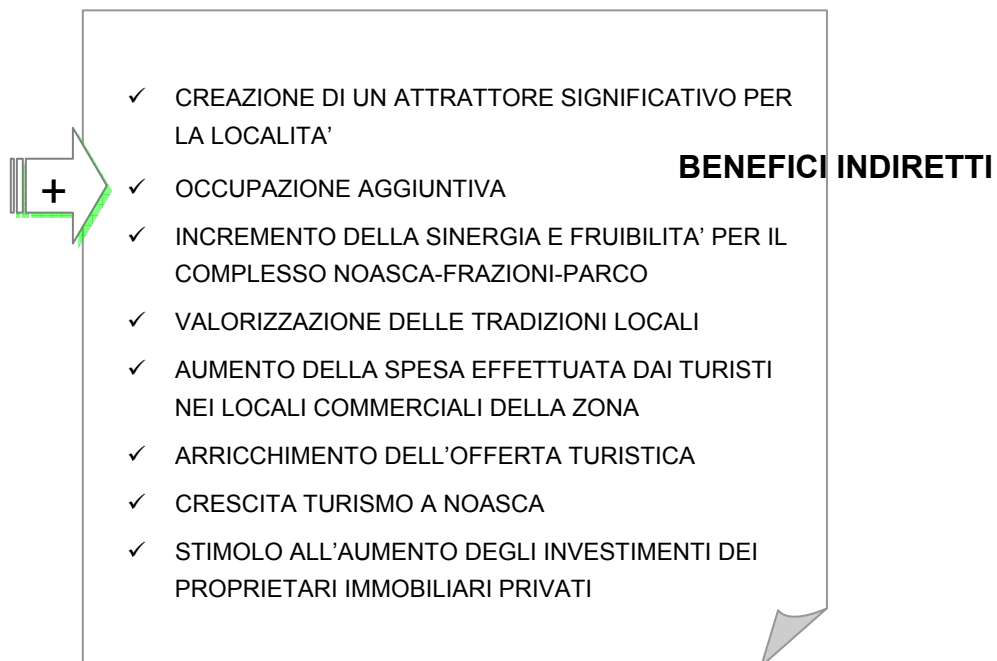 ✓ CREAZIONE DI UN ATTRATTORE SIGNIFICATIVO PER
LA LOCALITA’
BENEFICI INDIRETTI
+
✓ OCCUPAZIONE AGGIUNTIVA
✓ INCREMENTO DELLA SINERGIA E FRUIBILITA’ PER IL
COMPLESSO NOASCA-FRAZIONI-PARCO
✓ VALORIZZAZIONE DELLE TRADIZIONI LOCALI
✓ AUMENTO DELLA SPESA EFFETTUATA DAI TURISTI
NEI LOCALI COMMERCIALI DELLA ZONA
✓ ARRICCHIMENTO DELL’OFFERTA TURISTICA
✓ CRESCITA TURISMO A NOASCA
✓ STIMOLO ALL’AUMENTO DEGLI INVESTIMENTI DEI
PROPRIETARI IMMOBILIARI PRIVATI